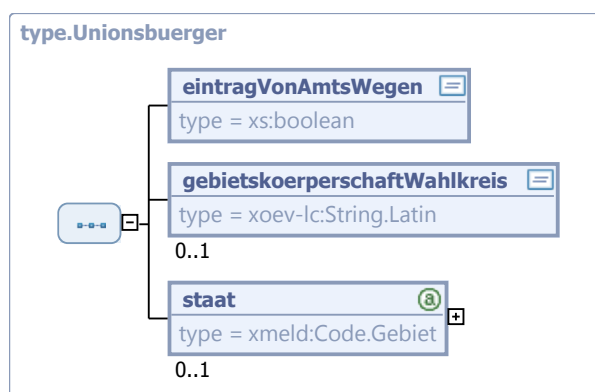 type.Unionsbuerger
eintragVonAmtsWegen
type = xs:boolean
gebietskoerperschaftWahlkreis
type = xoev-lc:String.Latin
0..1
staat
type = xmeld:Code.Gebiet
0..1